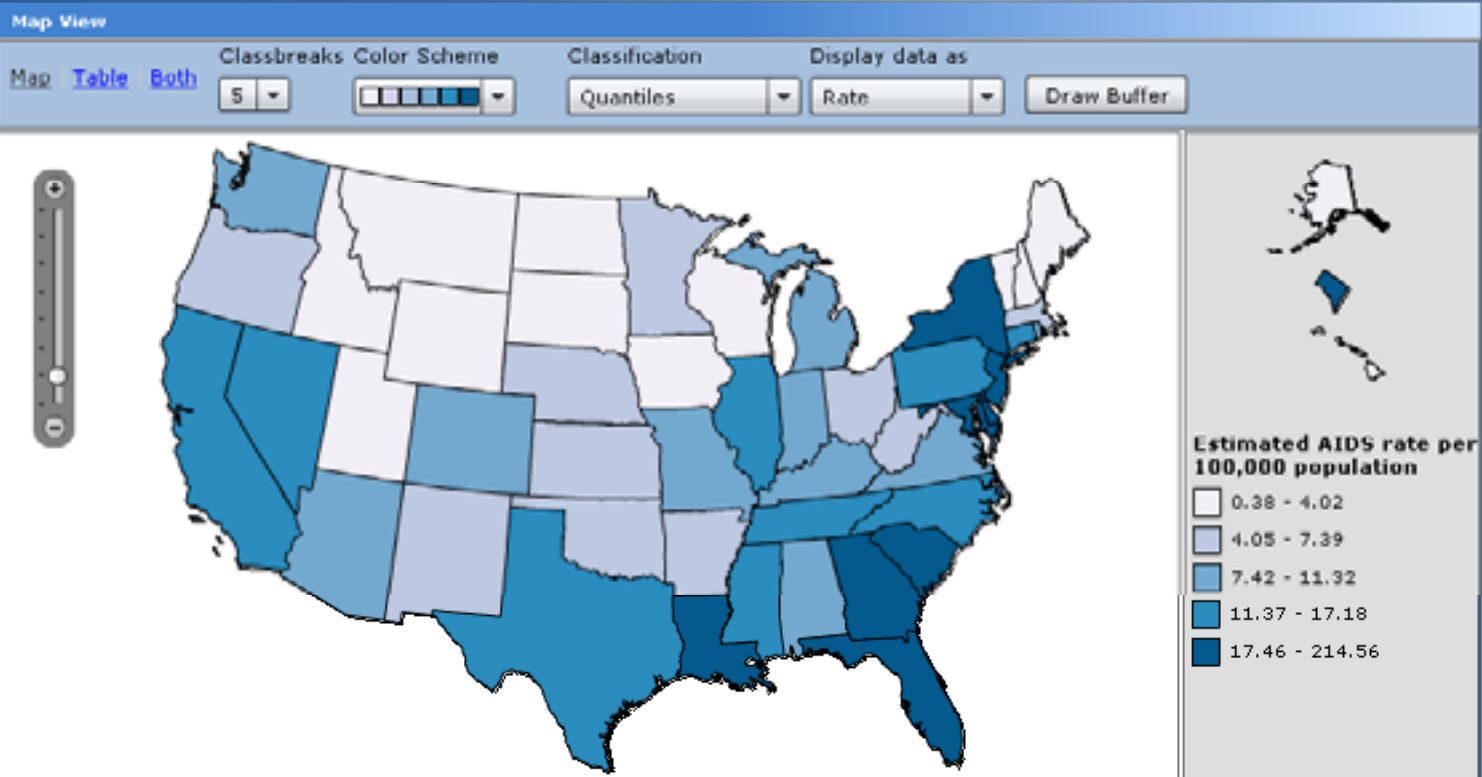 Map View
Classbreaks Color Scheme Classification Display data as
Map Table Both 5 Quantiles Rate Draw Buffer
Estimated AIDS rate per
100,000 population
0.38 - 4.02
4.05 - 7.39
7.42 - 11.32
11.37 - 17.18
17.46 - 214.56